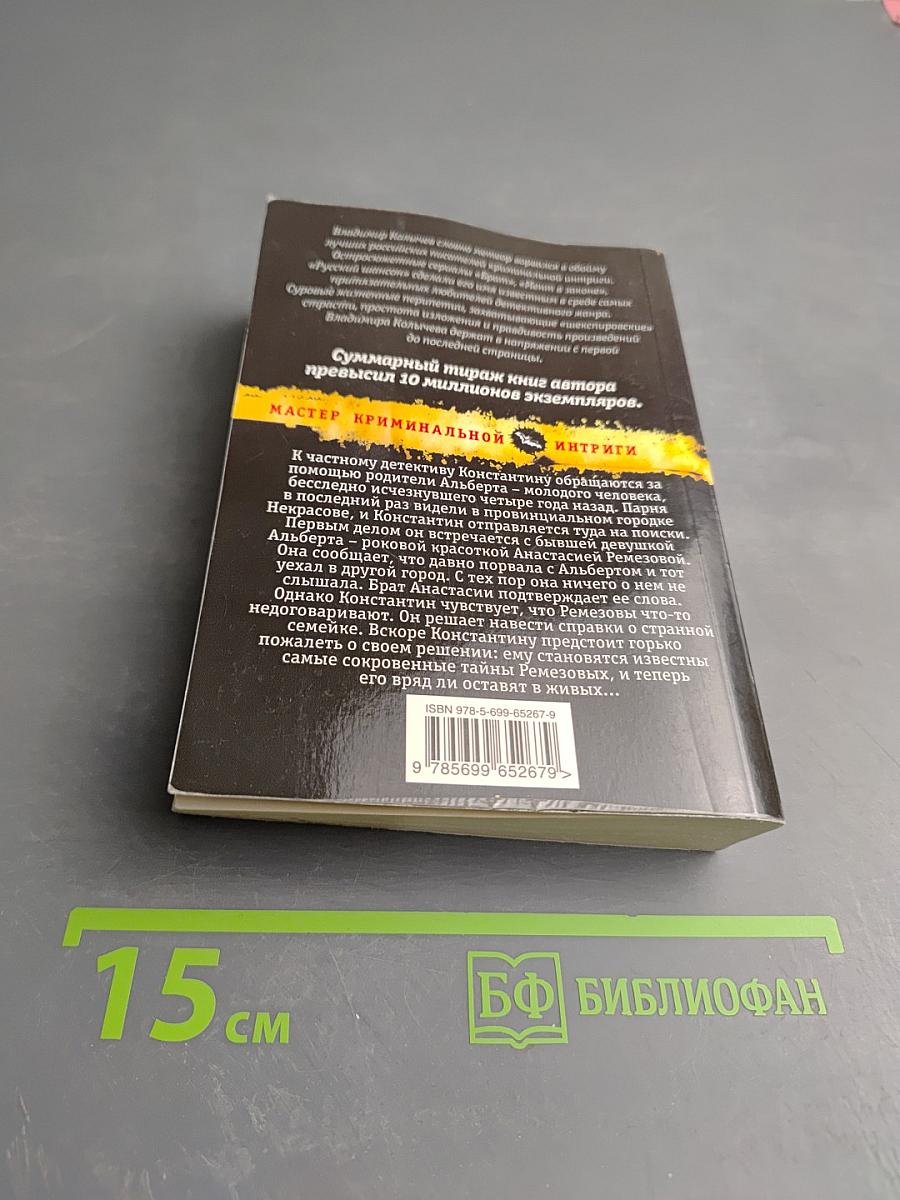 Владимир Колычев словно метеор ворвался в обойму
лучших российских писателей криминальной интриги.
Остросюжетные сериалы «Брат», «Мент в законе»,
«Русский шансон» сделали его имя известным в среде самых
притязательных любителей детективного жанра.
Суровые жизненные перипетии, захватывающие «шекспировские»
страсти, простота изложения и правдивость произведений
Владимира Колычева держат в напряжении с первой
до последней страницы.
Суммарный тираж книг автора
превысил 10 миллионов экземпляров.
МАСТЕР КРИМИНАЛЬНОЙ ИНТРИГИ
К частному детективу Константину обращаются за
помощью родители Альберта – молодого человека,
бесследно исчезнувшего четыре года назад. Парня
в последний раз видели в провинциальном городке
Некрасове, и Константин отправляется туда на поиски.
Первым делом он встречается с бывшей девушкой
Альберта – роковой красоткой Анастасией Ремезовой.
Она сообщает, что давно порвала с Альбертом и тот
уехал в другой город. С тех пор она ничего о нем не
слышала. Брат Анастасии подтверждает ее слова.
Однако Константин чувствует, что Ремезовы что-то
недоговаривают. Он решает навести справки о странной
семейке. Вскоре Константину предстоит горько
пожалеть о своем решении: ему становятся известны
самые сокровенные тайны Ремезовых, и теперь
его вряд ли оставят в живых...
ISBN 978-5-699-65267-9
9 785699 652679 >
15 см
БФ БИБЛИОФАН